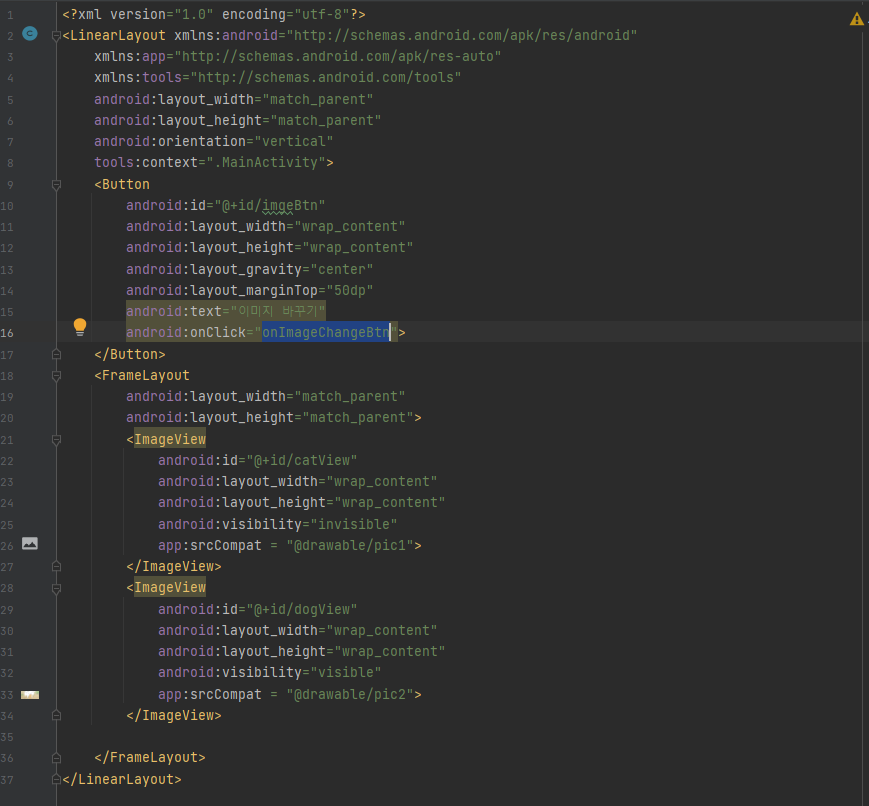 1 <?xml version="1.0" encoding="utf-8"?>
2 <LinearLayout xmlns:android="http://schemas.android.com/apk/res/android"
3     xmlns:app="http://schemas.android.com/apk/res-auto"
4     xmlns:tools="http://schemas.android.com/tools"
5     android:layout_width="match_parent"
6     android:layout_height="match_parent"
7     android:orientation="vertical"
8     tools:context=".MainActivity">
9     <Button
10         android:id="@+id/imgeBtn"
11         android:layout_width="wrap_content"
12         android:layout_height="wrap_content"
13         android:layout_gravity="center"
14         android:layout_marginTop="50dp"
15         android:text="이미지 바꾸기"
16         android:onClick="onImageChangeBtn">
17     </Button>
18     <FrameLayout
19         android:layout_width="match_parent"
20         android:layout_height="match_parent">
21         <ImageView
22             android:id="@+id/catView"
23             android:layout_width="wrap_content"
24             android:layout_height="wrap_content"
25             android:visibility="invisible"
26             app:srcCompat = "@drawable/pic1">
27         </ImageView>
28         <ImageView
29             android:id="@+id/dogView"
30             android:layout_width="wrap_content"
31             android:layout_height="wrap_content"
32             android:visibility="visible"
33             app:srcCompat = "@drawable/pic2">
34         </ImageView>
35
36     </FrameLayout>
37 </LinearLayout>